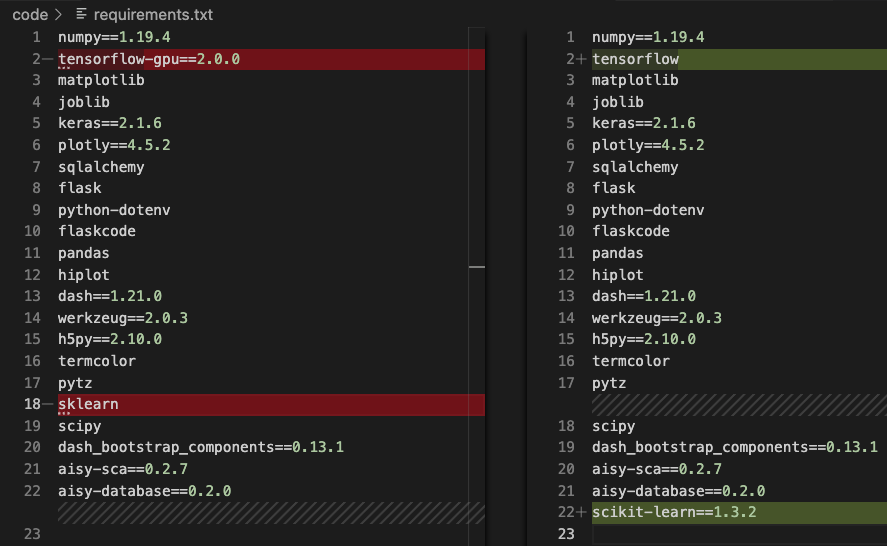 code > requirements.txt
1 numpy==1.19.4
2− tensorflow-gpu==2.0.0
3 matplotlib
4 joblib
5 keras==2.1.6
6 plotly==4.5.2
7 sqlalchemy
8 flask
9 python-dotenv
10 flaskcode
11 pandas
12 hiplot
13 dash==1.21.0
14 werkzeug==2.0.3
15 h5py==2.10.0
16 termcolor
17 pytz
18− sklearn
19 scipy
20 dash_bootstrap_components==0.13.1
21 aisy-sca==0.2.7
22 aisy-database==0.2.0
23
1 numpy==1.19.4
2+ tensorflow
3 matplotlib
4 joblib
5 keras==2.1.6
6 plotly==4.5.2
7 sqlalchemy
8 flask
9 python-dotenv
10 flaskcode
11 pandas
12 hiplot
13 dash==1.21.0
14 werkzeug==2.0.3
15 h5py==2.10.0
16 termcolor
17 pytz
18 scipy
19 dash_bootstrap_components==0.13.1
20 aisy-sca==0.2.7
21 aisy-database==0.2.0
22+ scikit-learn==1.3.2
23